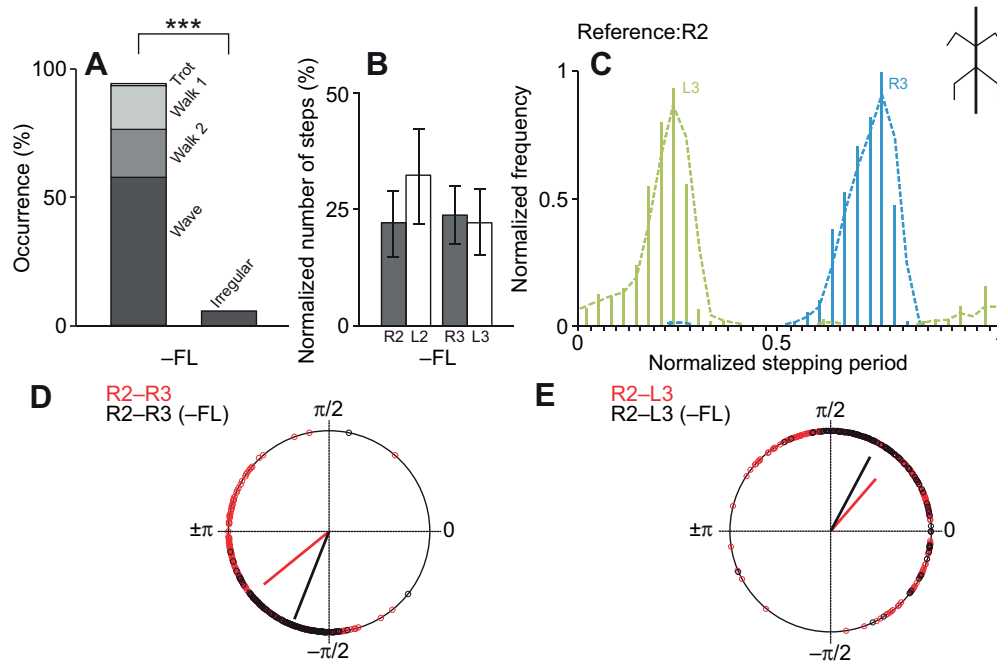 ***
A
100
50
0
Occurrence (%)
Trot
Walk 1
Walk 2
Wave
Irregular
–FL
B
50
25
0
Normalized number of steps (%)
R2 L2 R3 L3
–FL
Reference:R2
C
1
0.5
0
Normalized frequency
L3
R3
0 0.5 1
Normalized stepping period
D
R2–R3
R2–R3 (–FL)
π/2
±π
0
–π/2
E
R2–L3
R2–L3 (–FL)
π/2
±π
0
–π/2